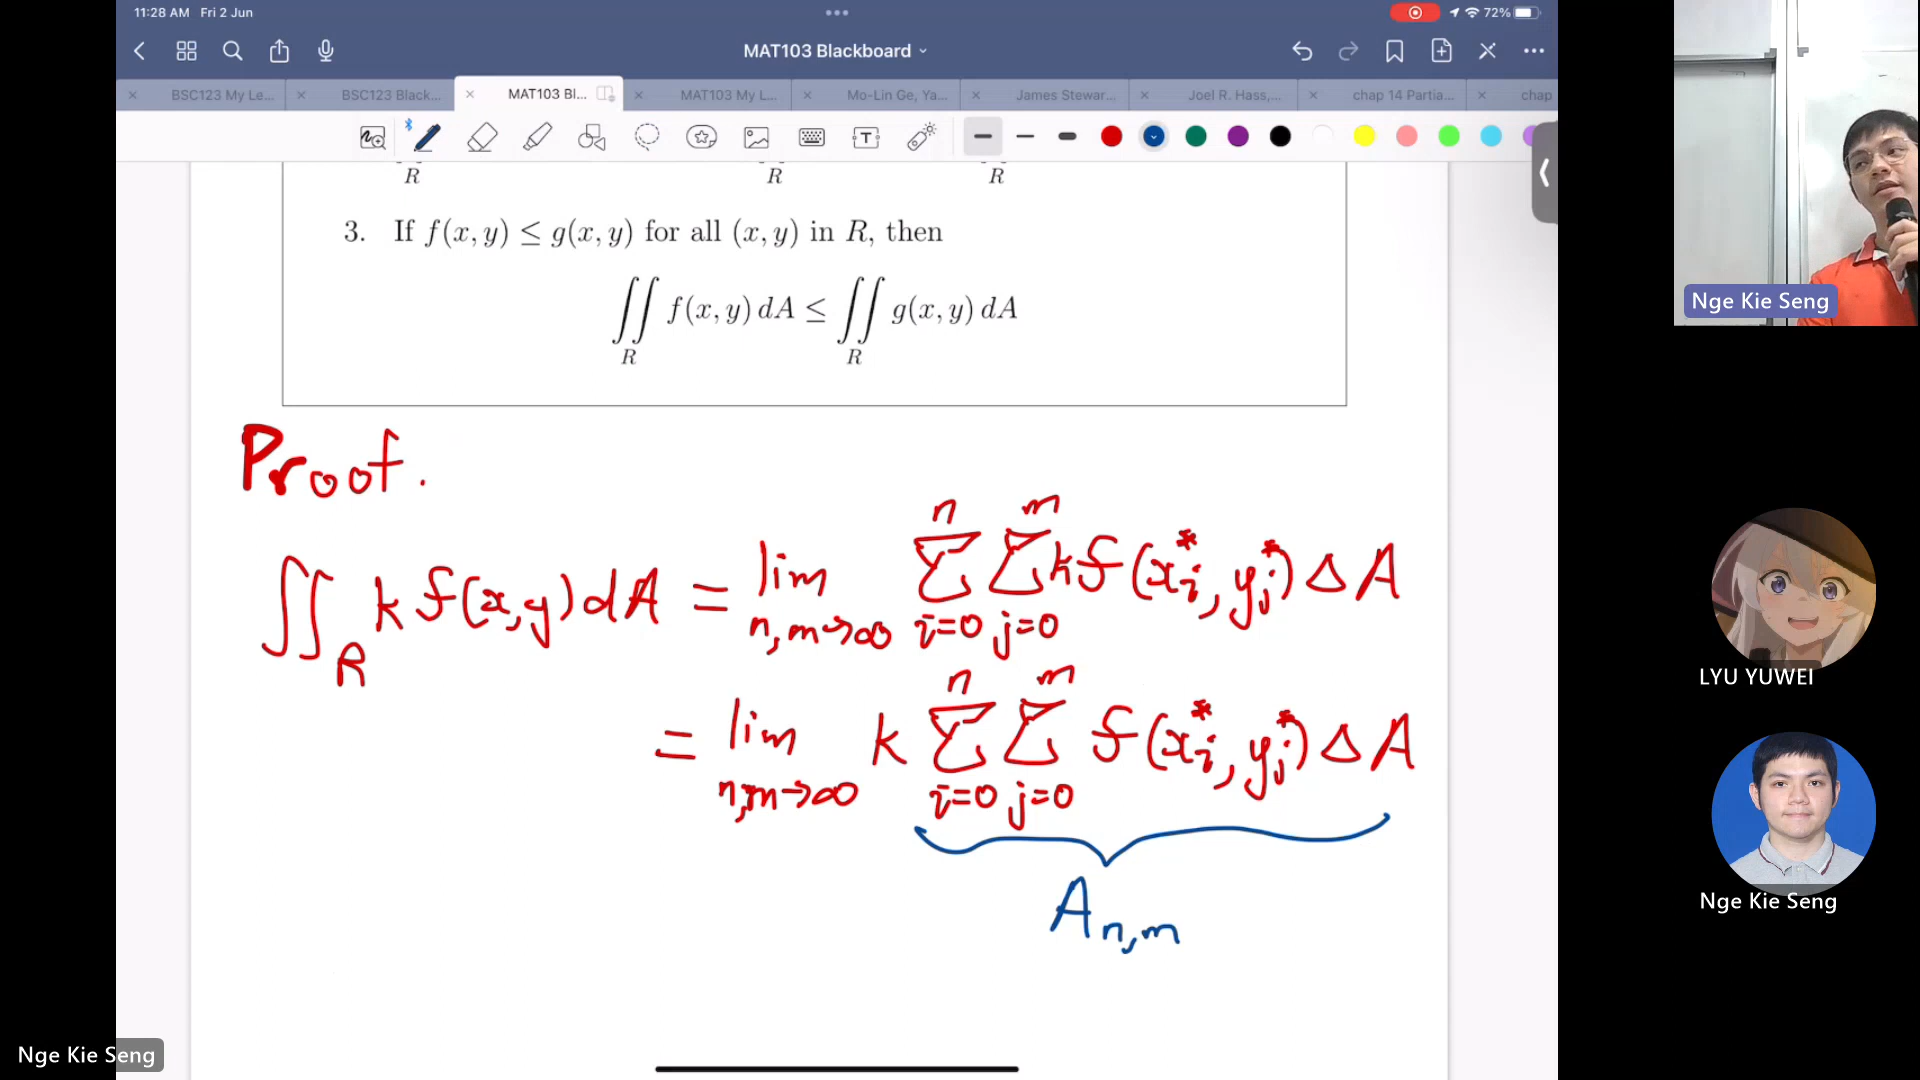 11:28 AM Fri 2 Jun
72%
MAT103 Blackboard
BSC123 My Le...
BSC123 Black...
MAT103 Bl...
MAT103 My L...
Mo-Lin Ge, Ya...
James Stewar...
Joel R. Hass,...
chap 14 Partia...
chap
R R R
3. If f(x, y) ≤ g(x, y) for all (x, y) in R, then
∬_R f(x, y) dA ≤ ∬_R g(x, y) dA
Proof.
∬_R k f(x,y) dA = lim_{n,m→∞} Σ_{i=0}^{n} Σ_{j=0}^{m} k f(x_i^*, y_j^*) Δ A
= lim_{n,m→∞} k Σ_{i=0}^{n} Σ_{j=0}^{m} f(x_i^*, y_j^*) Δ A
A_{n,m}
Nge Kie Seng
LYU YUWEI
Nge Kie Seng
Nge Kie Seng